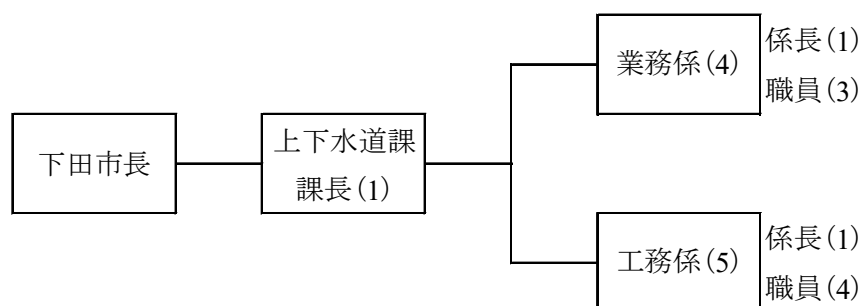 下田市長
上下水道課
課長(1)
業務係(4)
係長(1)
職員(3)
工務係(5)
係長(1)
職員(4)